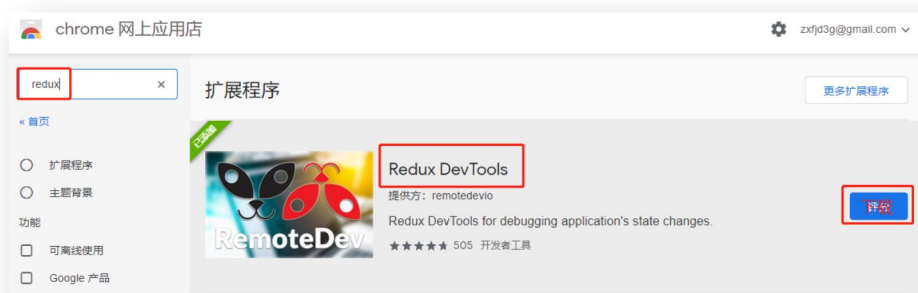 chrome 网上应用店
zxfjd3g@gmail.com
redux
×
« 首页
扩展程序
主题背景
功能
可离线使用
Google 产品
扩展程序
更多扩展程序
已添加
RemoteDev
Redux DevTools
提供方：remotedevio
Redux DevTools for debugging application's state changes.
★★★★★ 505 开发者工具
下载